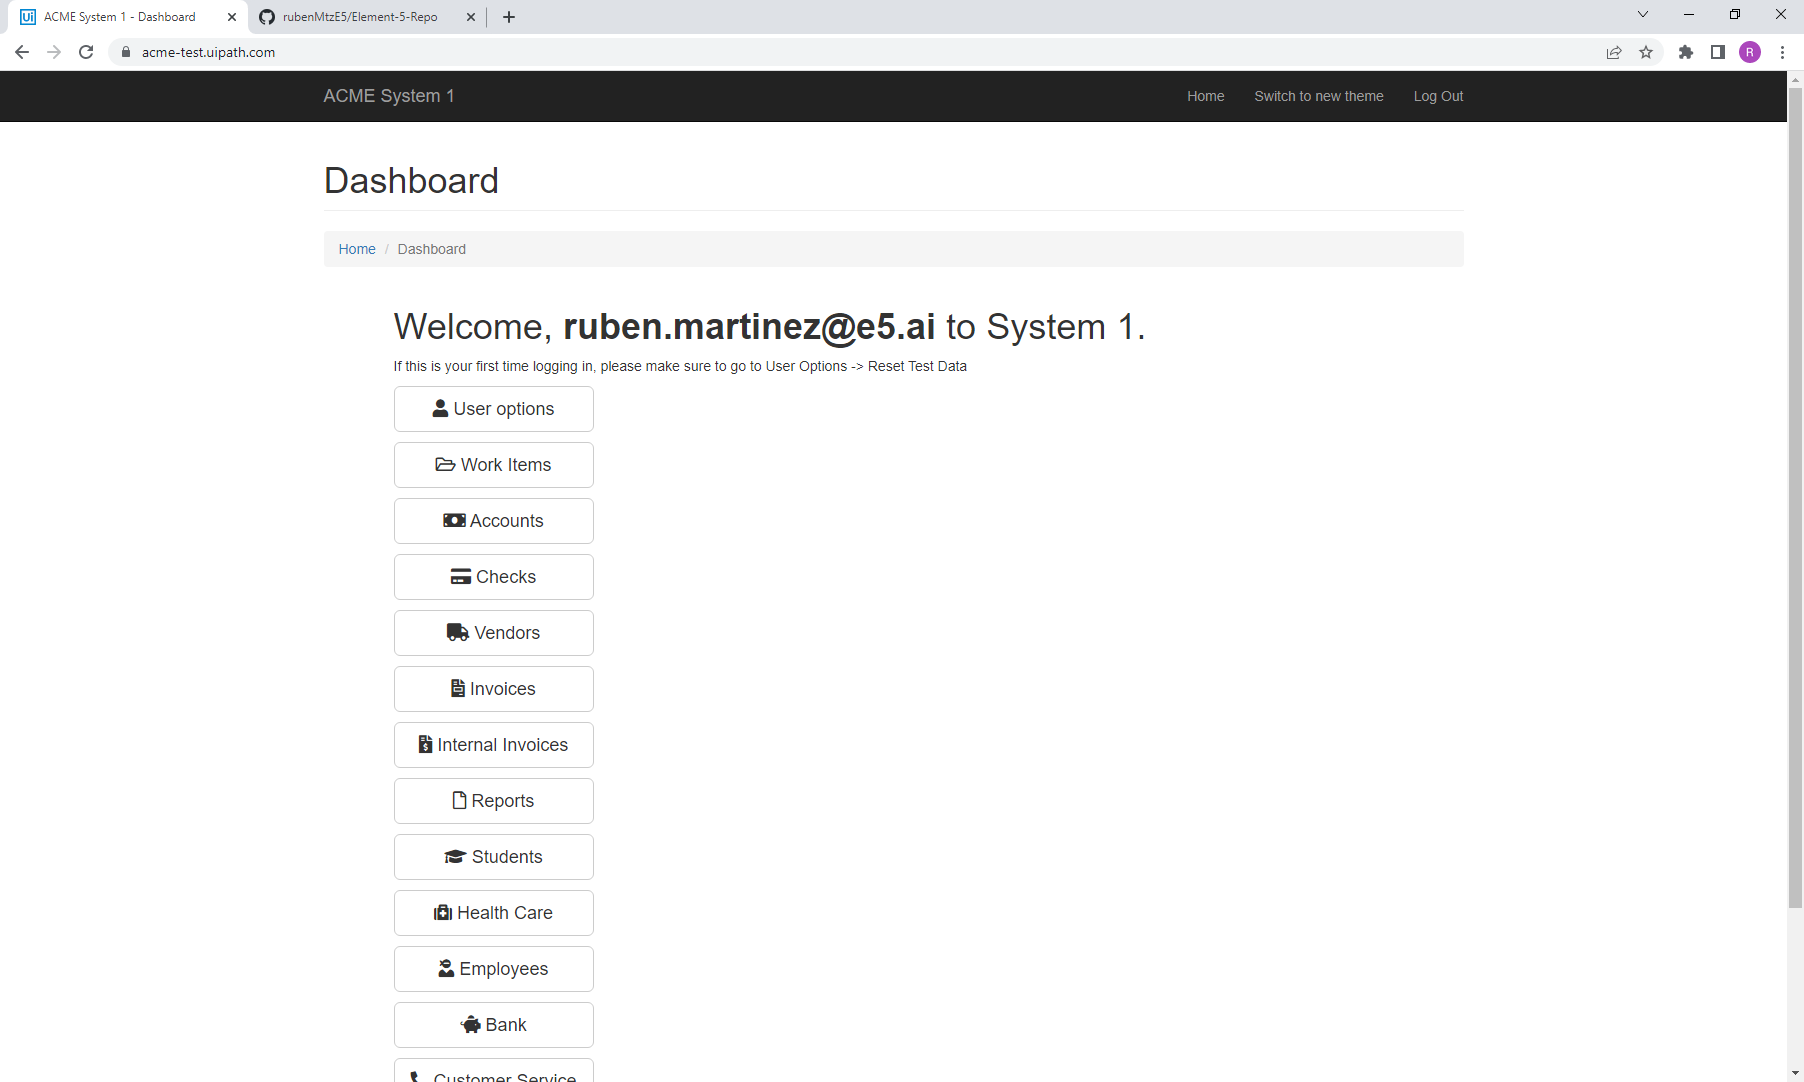 ACME System 1 - Dashboard
rubenMtzE5/Element-5-Repo
acme-test.uipath.com
R
ACME System 1
Home
Switch to new theme
Log Out
Dashboard
Home / Dashboard
Welcome, ruben.martinez@e5.ai to System 1.
If this is your first time logging in, please make sure to go to User Options -> Reset Test Data
User options
Work Items
Accounts
Checks
Vendors
Invoices
Internal Invoices
Reports
Students
Health Care
Employees
Bank
Customer Service